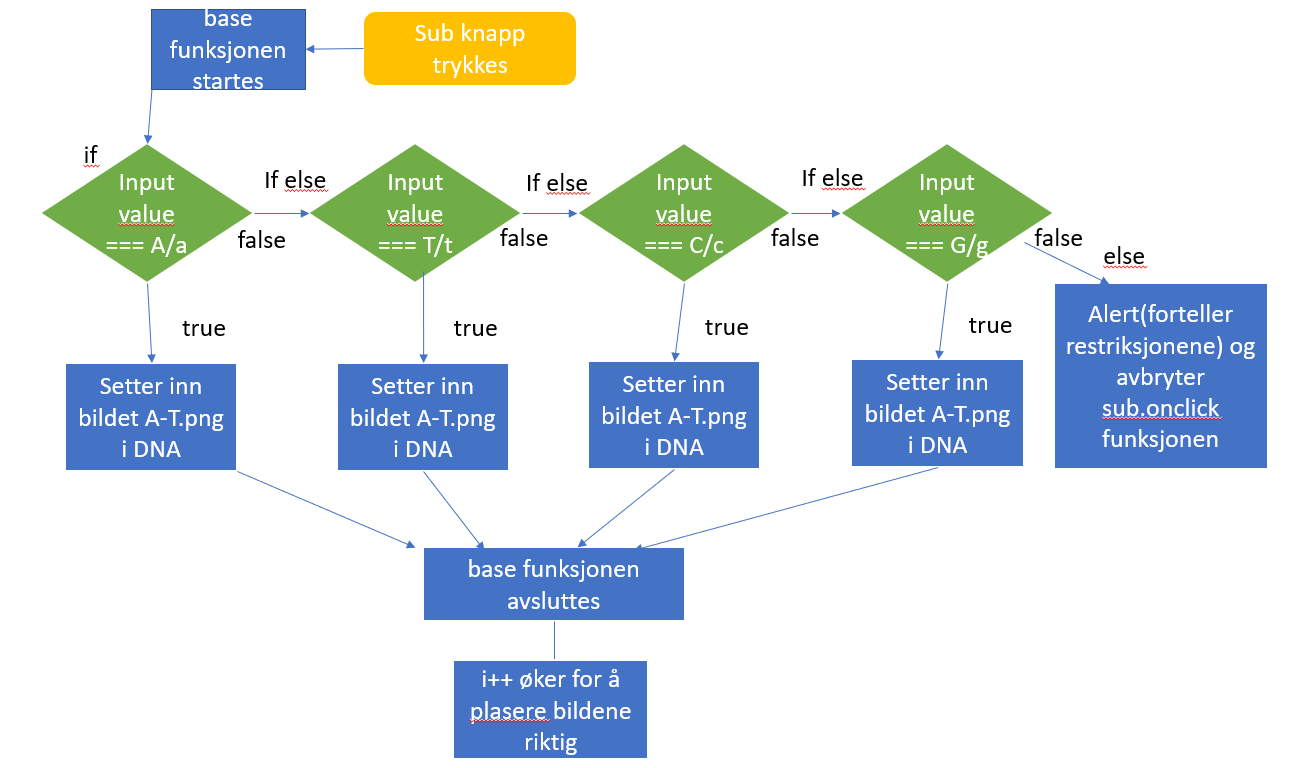 base
funksjonen
startes
Sub knapp
trykkes
if
Input
value
=== A/a
If else
false
Input
value
=== T/t
If else
false
Input
value
=== C/c
If else
false
Input
value
=== G/g
false
else
true
true
true
true
Setter inn
bildet A-T.png
i DNA
Setter inn
bildet A-T.png
i DNA
Setter inn
bildet A-T.png
i DNA
Setter inn
bildet A-T.png
i DNA
Alert(forteller
restriksjonene) og
avbryter
sub.onclick
funksjonen
base funksjonen
avsluttes
i++ øker for å
plasere bildene
riktig